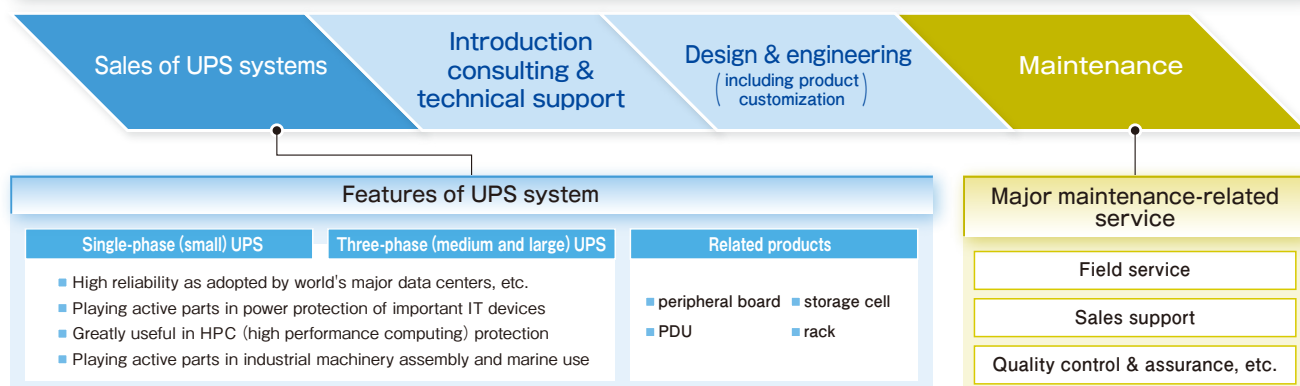 Sales of UPS systems
Introduction
consulting &
technical support
Design & engineering
(including product
customization)
Maintenance
Features of UPS system
Single-phase (small) UPS
Three-phase (medium and large) UPS
High reliability as adopted by world's major data centers, etc.
Playing active parts in power protection of important IT devices
Greatly useful in HPC (high performance computing) protection
Playing active parts in industrial machinery assembly and marine use
Related products
peripheral board
storage cell
PDU
rack
Major maintenance-related
service
Field service
Sales support
Quality control & assurance, etc.